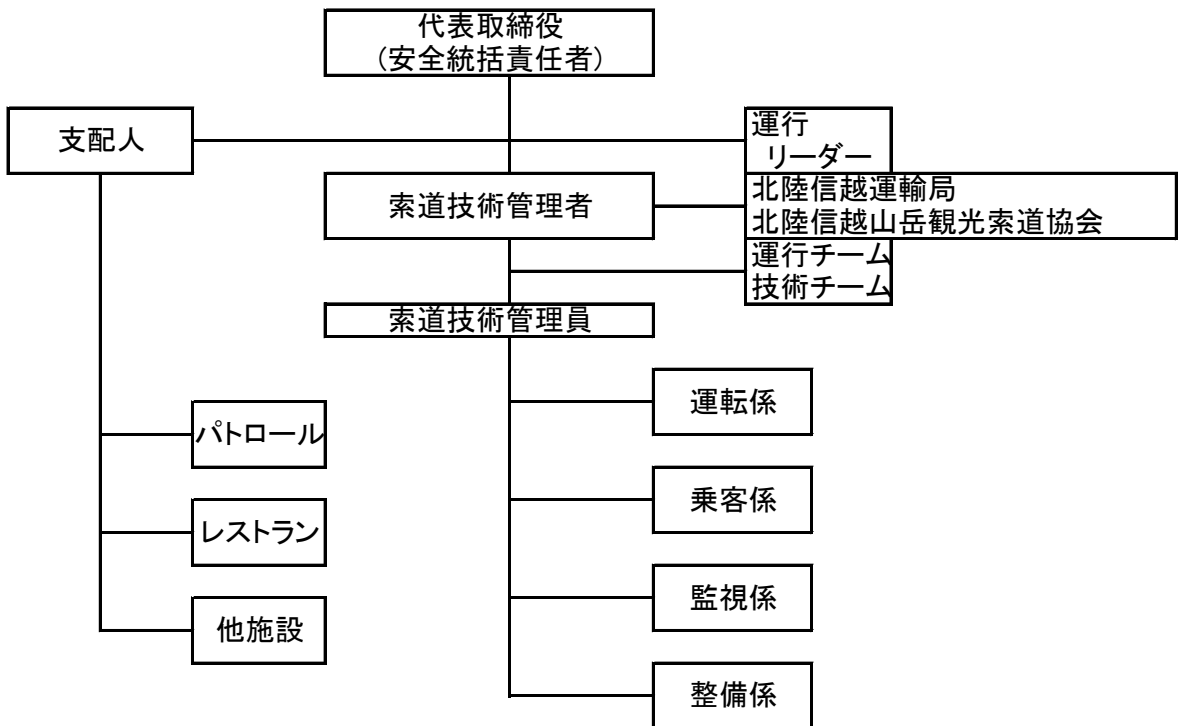 代表取締役
(安全統括責任者)
支配人
運行
リーダー
索道技術管理者
北陸信越運輸局
北陸信越山岳観光索道協会
運行チーム
技術チーム
索道技術管理員
運転係
パトロール
乗客係
レストラン
監視係
他施設
整備係